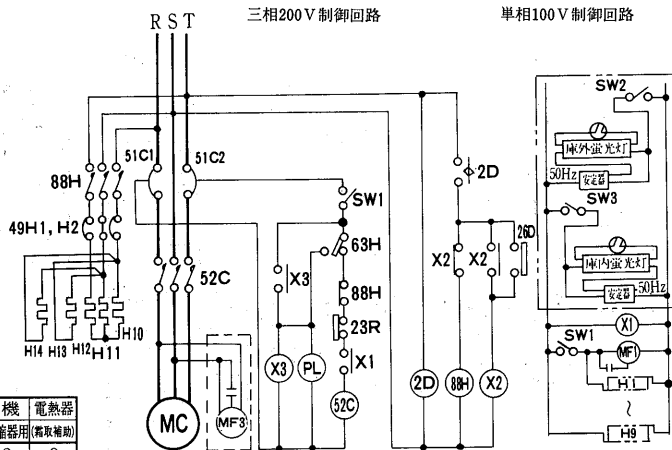 三相200V制御回路
単相100V制御回路
R S T
SW2
51C1
51C2
庫外蛍光灯
88H
2D
50Hz
安定器
SW1
SW3
49H1, H2
63H
26D
52C
X3
88H
X2
X2
庫内蛍光灯
安定器
50Hz
23R
X1
H14
H13
H12
H11
H10
X1
SW1
MF1
X3
PL
2D
88H
X2
H1
52C
MC
MF3
H9
機
電熱器
縮器用
(霜取補助)